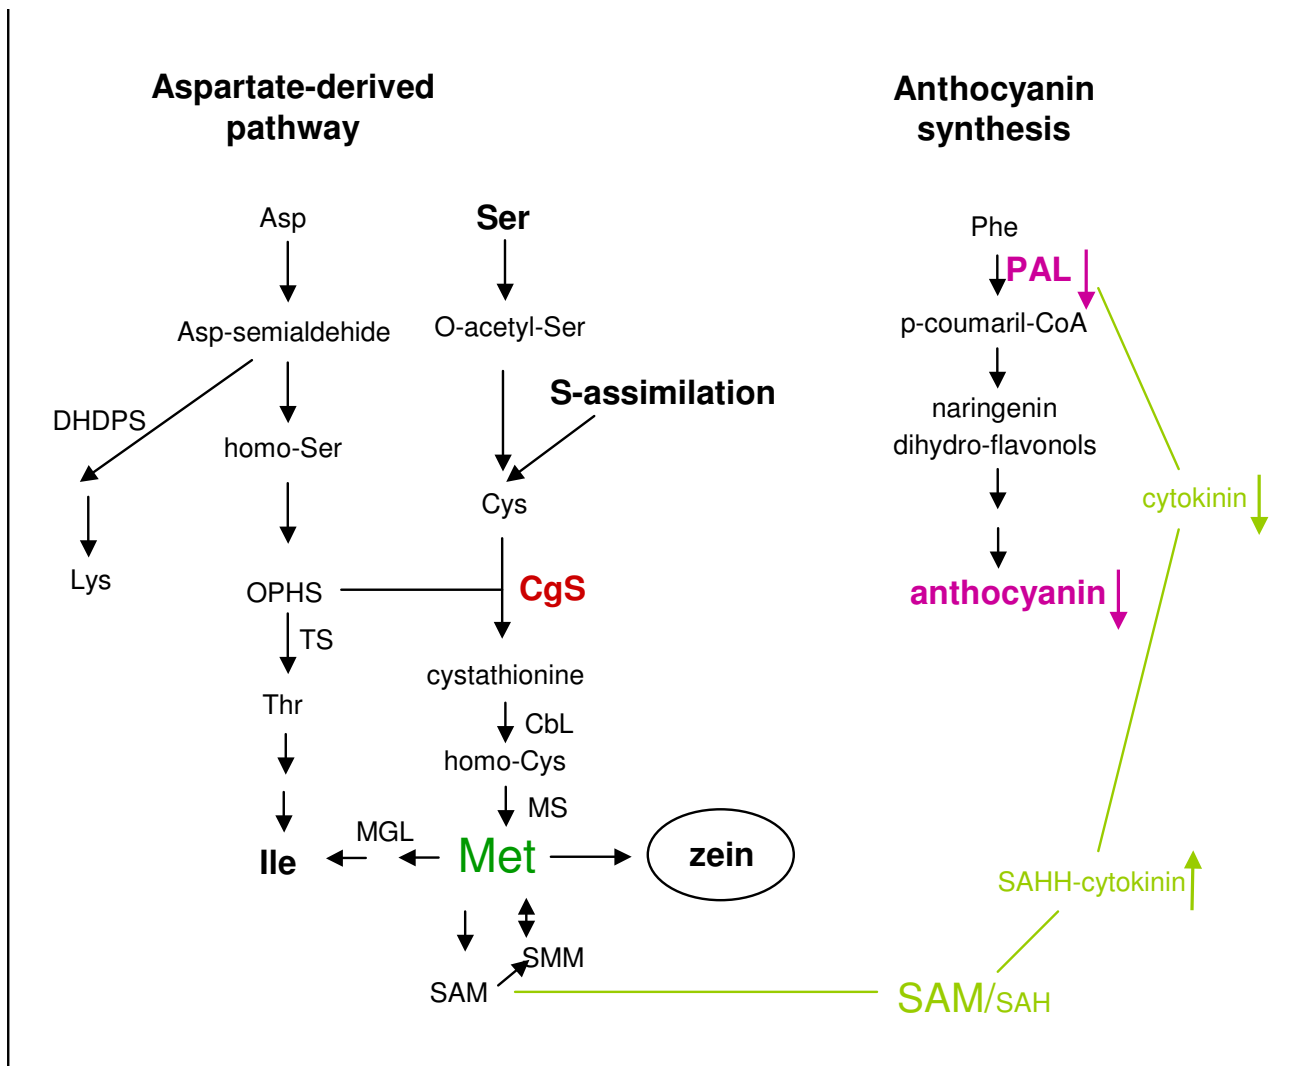 Aspartate-derived
pathway
Anthocyanin
synthesis
Asp
Ser
Phe
PAL
Asp-semialdehide
O-acetyl-Ser
p-coumaril-CoA
S-assimilation
DHDPS
naringenin
homo-Ser
dihydro-flavonols
Cys
cytokinin
Lys
OPHS
CgS
anthocyanin
TS
cystathionine
Thr
CbL
homo-Cys
MS
MGL
Ile
Met
zein
SAHH-cytokinin
SMM
SAM
SAM/SAH